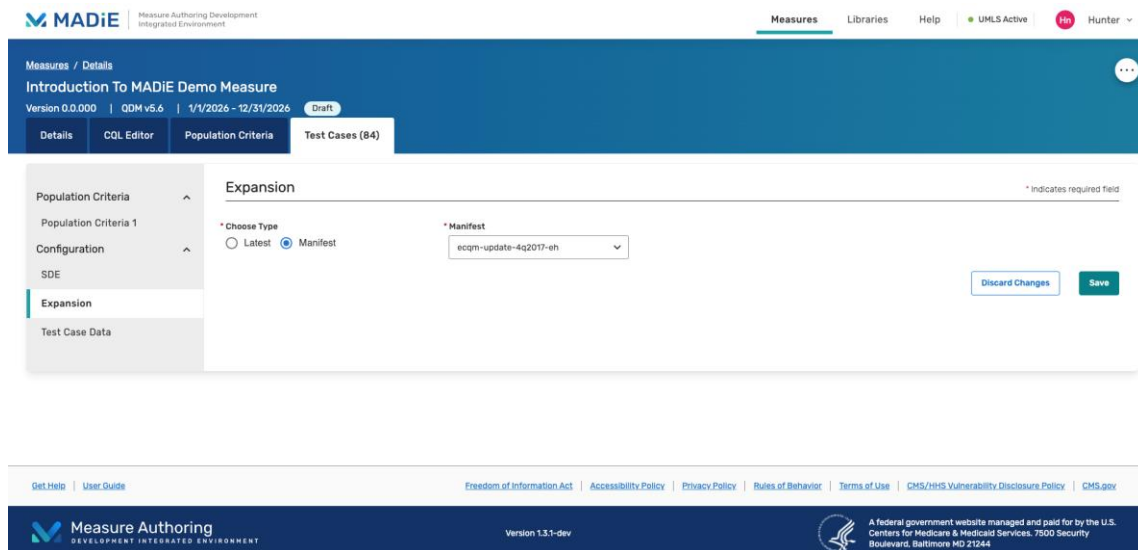 MADiE
Measure Authoring Development
Integrated Environment
Measures Libraries Help UMLS Active Hn Hunter
Measures / Details
Introduction To MADiE Demo Measure
Version 0.0.000 | QDM v5.6 | 1/1/2026 - 12/31/2026 Draft
Details CQL Editor Population Criteria Test Cases (84)
Population Criteria
Population Criteria 1
Configuration
SDE
Expansion
Test Case Data
Expansion
* Indicates required field
* Choose Type
Latest Manifest
* Manifest
ecqm-update-4q2017-eh
Discard Changes Save
Get Help | User Guide
Freedom of Information Act | Accessibility Policy | Privacy Policy | Rules of Behavior | Terms of Use | CMS/HHS Vulnerability Disclosure Policy | CMS.gov
Measure Authoring
DEVELOPMENT INTEGRATED ENVIRONMENT
Version 1.3.1-dev
A federal government website managed and paid for by the U.S.
Centers for Medicare & Medicaid Services. 7500 Security
Boulevard, Baltimore MD 21244